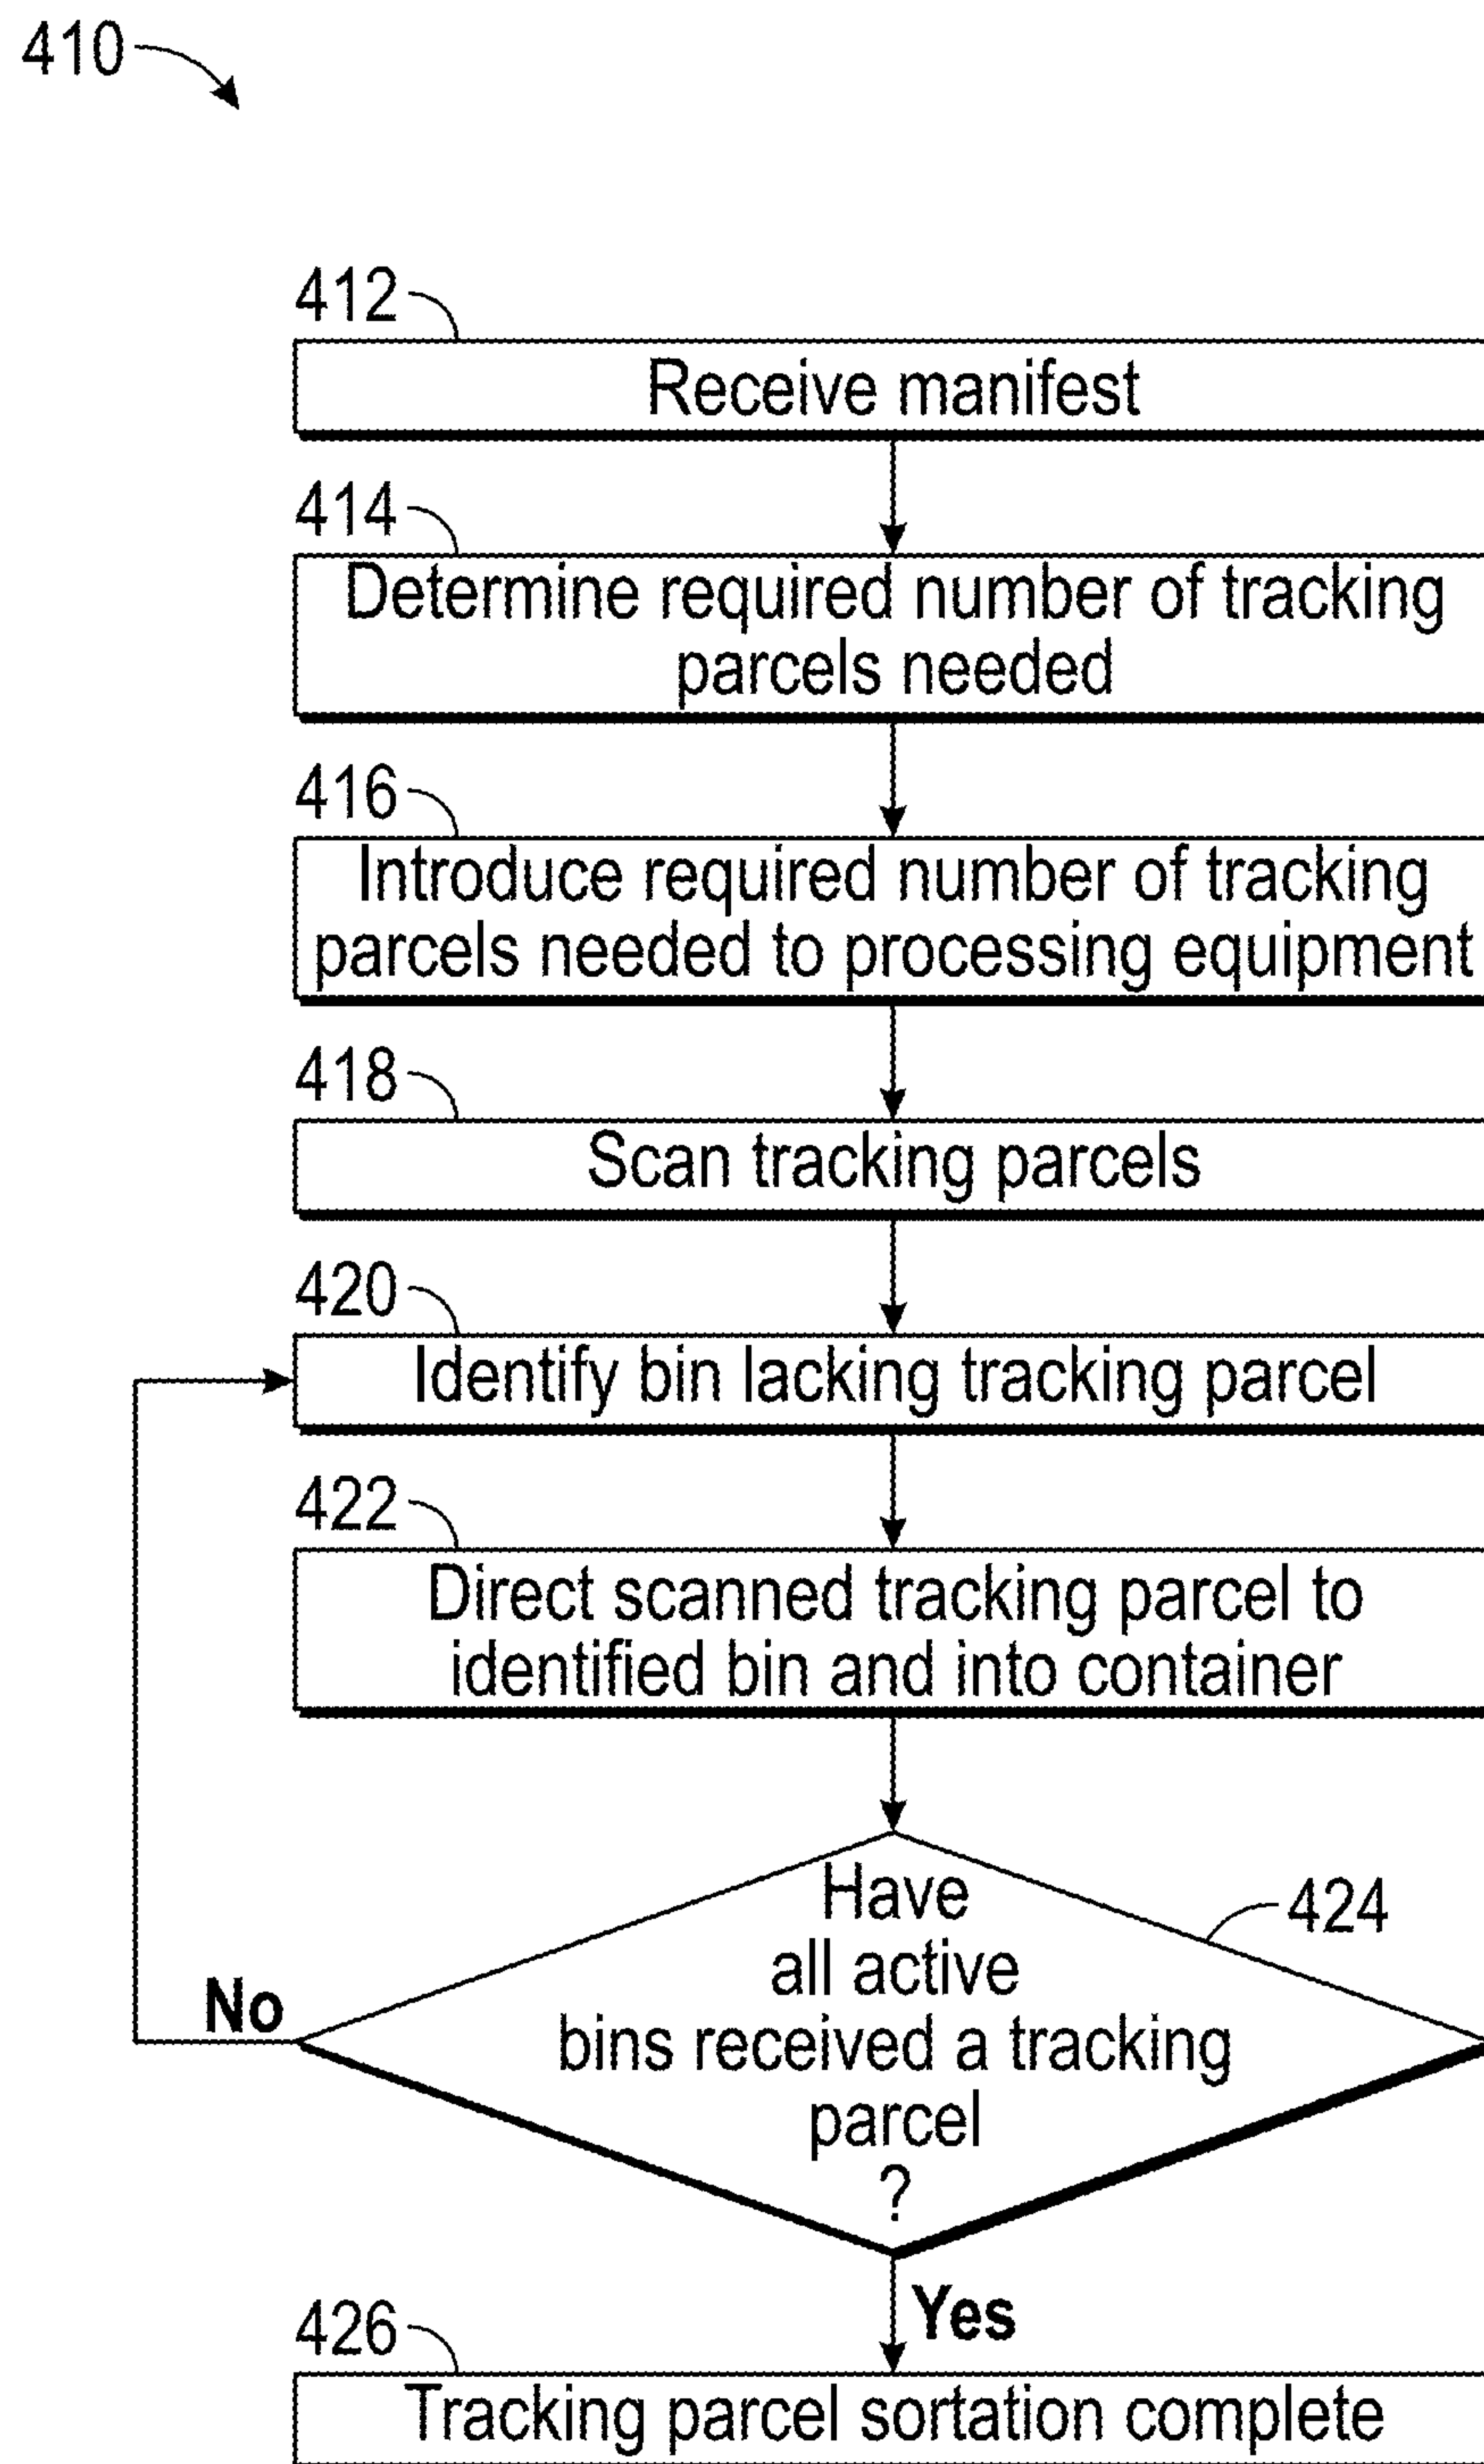 410
412
Receive manifest
414
Determine required number of tracking
parcels needed
416
Introduce required number of tracking
parcels needed to processing equipment
418
Scan tracking parcels
420
Identify bin lacking tracking parcel
422
Direct scanned tracking parcel to
identified bin and into container
Have
all active
bins received a tracking
parcel
?
424
No
Yes
426
Tracking parcel sortation complete